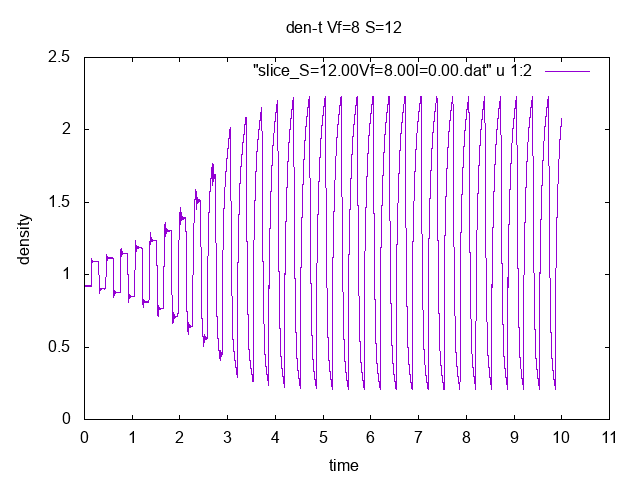 den-t Vf=8 S=12
"slice_S=12.00Vf=8.00I=0.00.dat" u 1:2
2.5
2
1.5
1
0.5
0
density
0 1 2 3 4 5 6 7 8 9 10 11
time